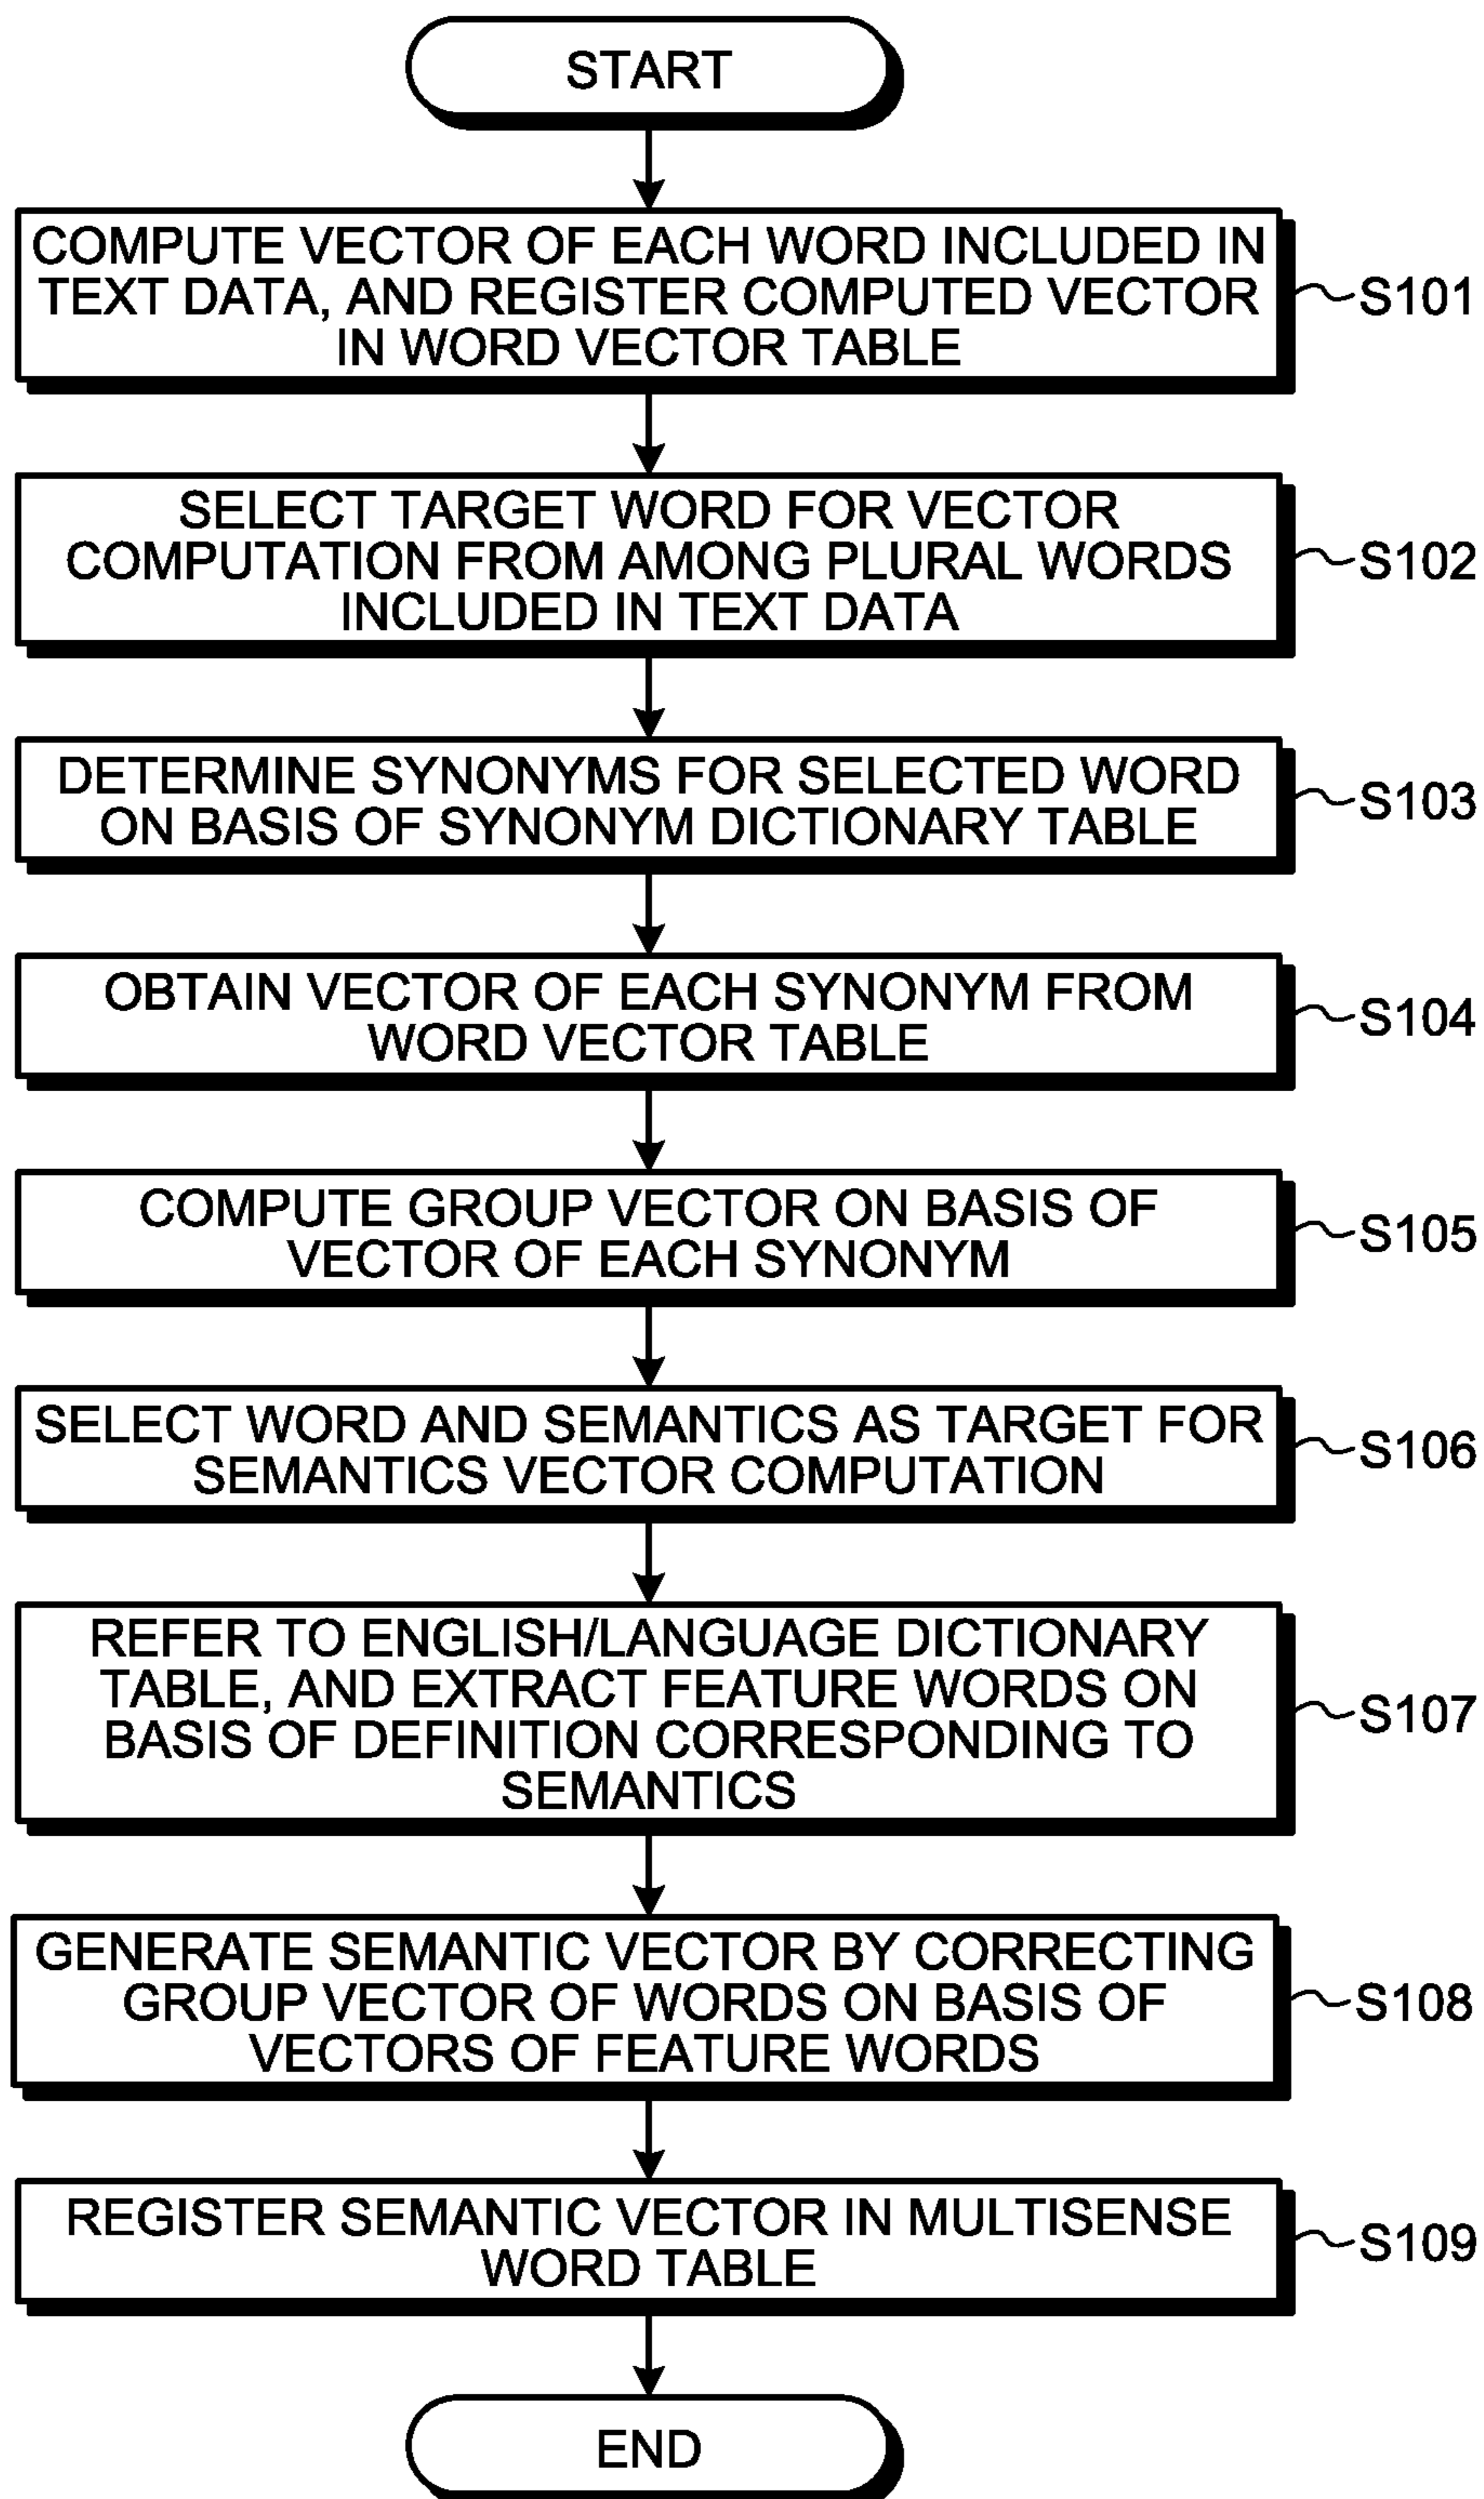 START
COMPUTE VECTOR OF EACH WORD INCLUDED IN
TEXT DATA, AND REGISTER COMPUTED VECTOR
IN WORD VECTOR TABLE
S101
SELECT TARGET WORD FOR VECTOR
COMPUTATION FROM AMONG PLURAL WORDS
INCLUDED IN TEXT DATA
S102
DETERMINE SYNONYMS FOR SELECTED WORD
ON BASIS OF SYNONYM DICTIONARY TABLE
S103
OBTAIN VECTOR OF EACH SYNONYM FROM
WORD VECTOR TABLE
S104
COMPUTE GROUP VECTOR ON BASIS OF
VECTOR OF EACH SYNONYM
S105
SELECT WORD AND SEMANTICS AS TARGET FOR
SEMANTICS VECTOR COMPUTATION
S106
REFER TO ENGLISH/LANGUAGE DICTIONARY
TABLE, AND EXTRACT FEATURE WORDS ON
BASIS OF DEFINITION CORRESPONDING TO
SEMANTICS
S107
GENERATE SEMANTIC VECTOR BY CORRECTING
GROUP VECTOR OF WORDS ON BASIS OF
VECTORS OF FEATURE WORDS
S108
REGISTER SEMANTIC VECTOR IN MULTISENSE
WORD TABLE
S109
END